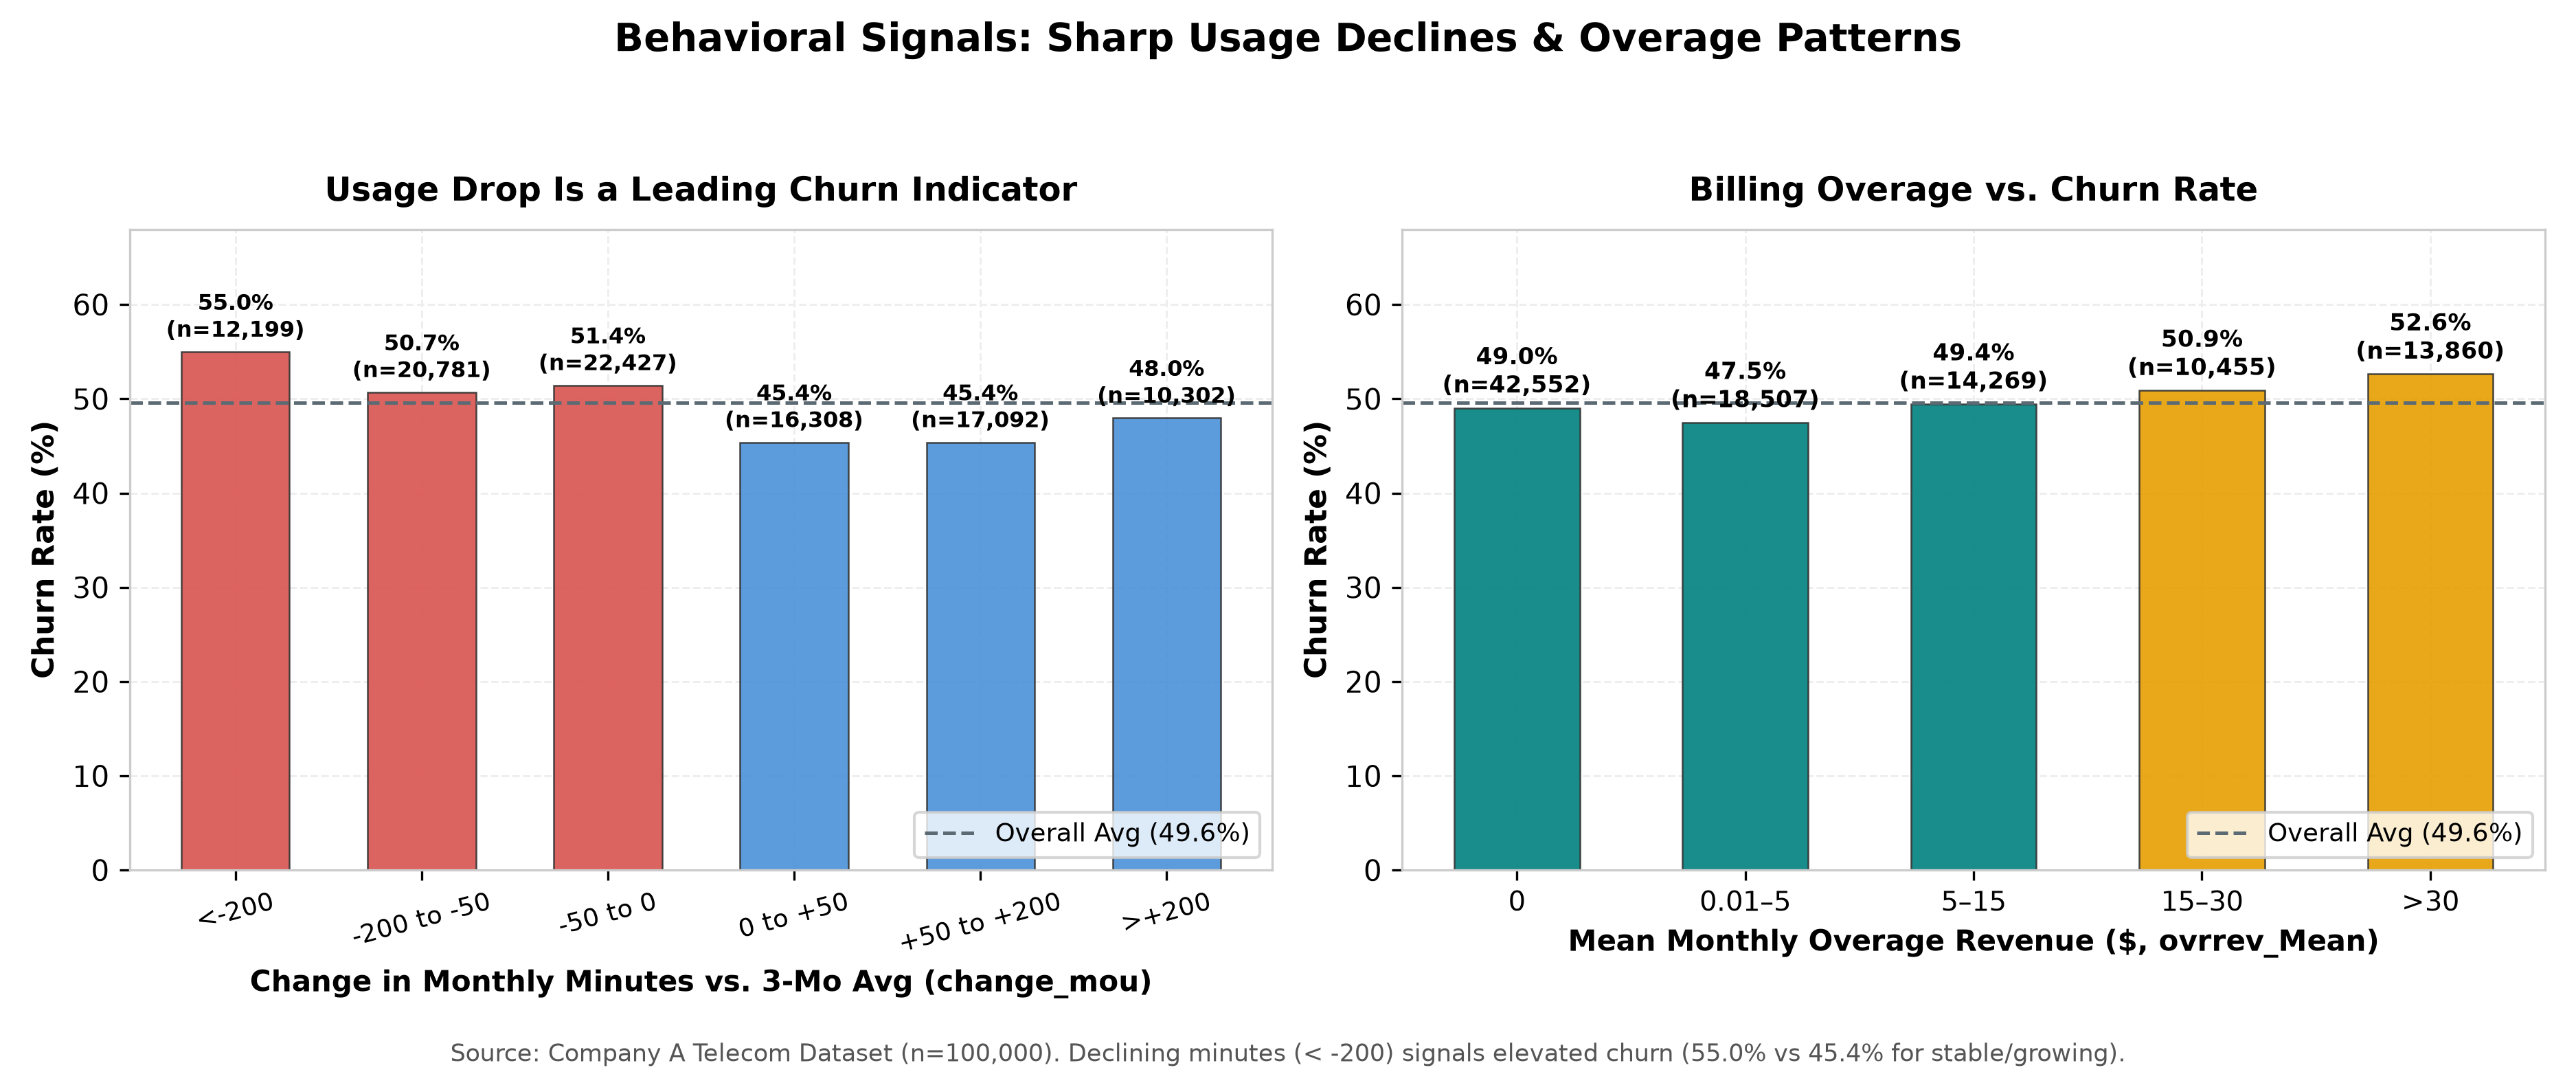 Behavioral Signals: Sharp Usage Declines & Overage Patterns
Usage Drop Is a Leading Churn Indicator
Churn Rate (%)
60
50
40
30
20
10
0
55.0%
(n=12,199)
50.7%
(n=20,781)
51.4%
(n=22,427)
45.4%
(n=16,308)
45.4%
(n=17,092)
48.0%
(n=10,302)
Overall Avg (49.6%)
<-200
-200 to -50
-50 to 0
0 to +50
+50 to +200
>+200
Change in Monthly Minutes vs. 3-Mo Avg (change_mou)
Billing Overage vs. Churn Rate
Churn Rate (%)
60
50
40
30
20
10
0
49.0%
(n=42,552)
47.5%
(n=18,507)
49.4%
(n=14,269)
50.9%
(n=10,455)
52.6%
(n=13,860)
Overall Avg (49.6%)
0
0.01–5
5–15
15–30
>30
Mean Monthly Overage Revenue ($, ovrrev_Mean)
Source: Company A Telecom Dataset (n=100,000). Declining minutes (< -200) signals elevated churn (55.0% vs 45.4% for stable/growing).